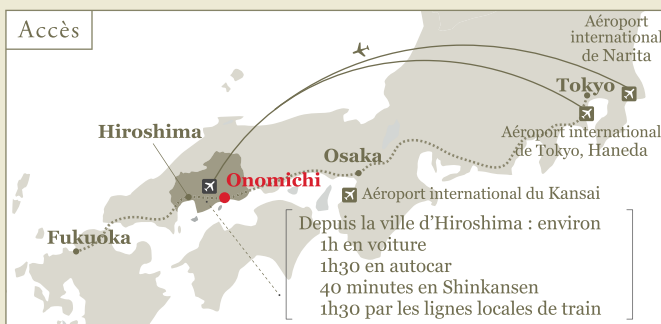 Accès
Aéroport
international
de Narita
Tokyo
Hiroshima
Aéroport international
de Tokyo, Haneda
Osaka
Onomichi
Aéroport international du Kansai
Fukuoka
Depuis la ville d’Hiroshima : environ
1h en voiture
1h30 en autocar
40 minutes en Shinkansen
1h30 par les lignes locales de train